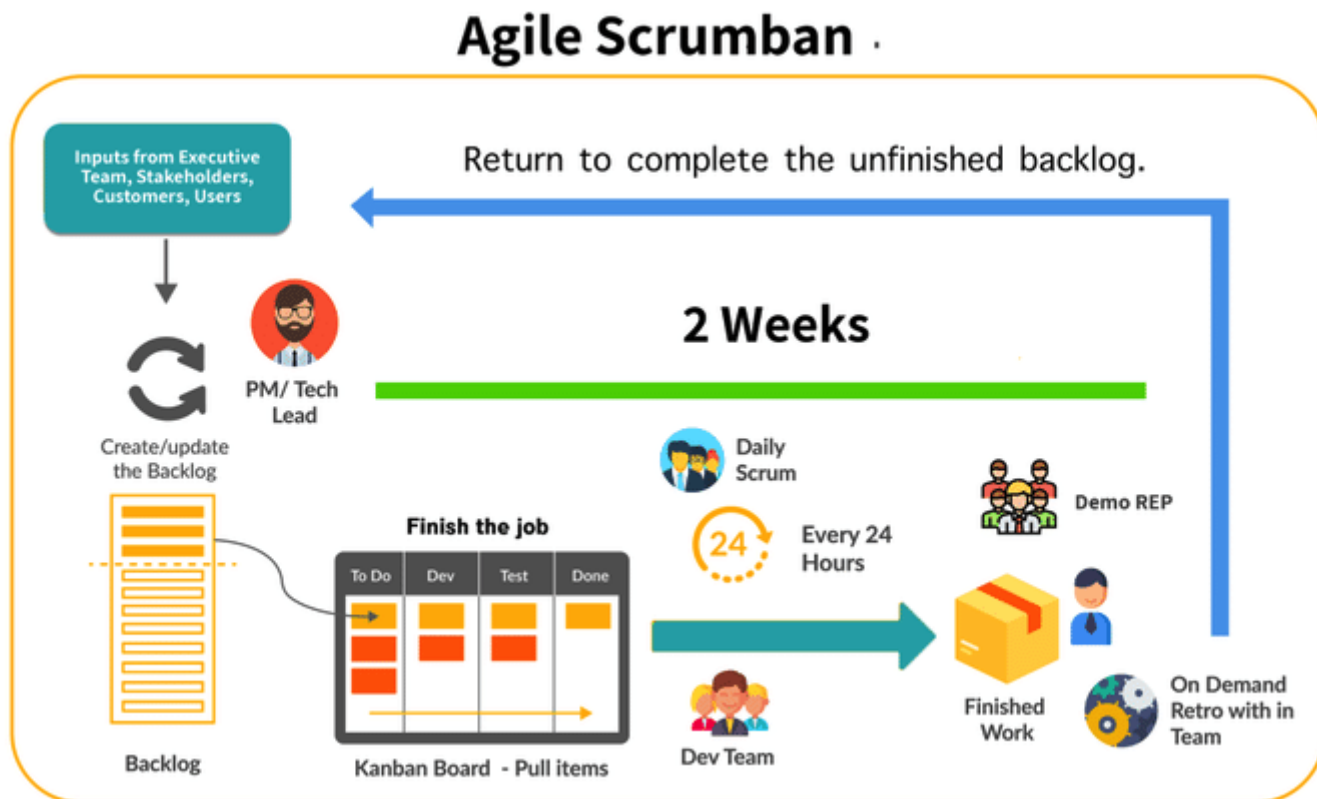 Agile Scrumban .
Inputs from Executive
Team, Stakeholders,
Customers, Users
Return to complete the unfinished backlog.
2 Weeks
PM/ Tech
Lead
Create/update
the Backlog
Daily
Scrum
24
Every 24
Hours
Demo REP
Finish the job
To Do
Dev
Test
Done
Backlog
Kanban Board - Pull items
Dev Team
Finished
Work
On Demand
Retro with in
Team